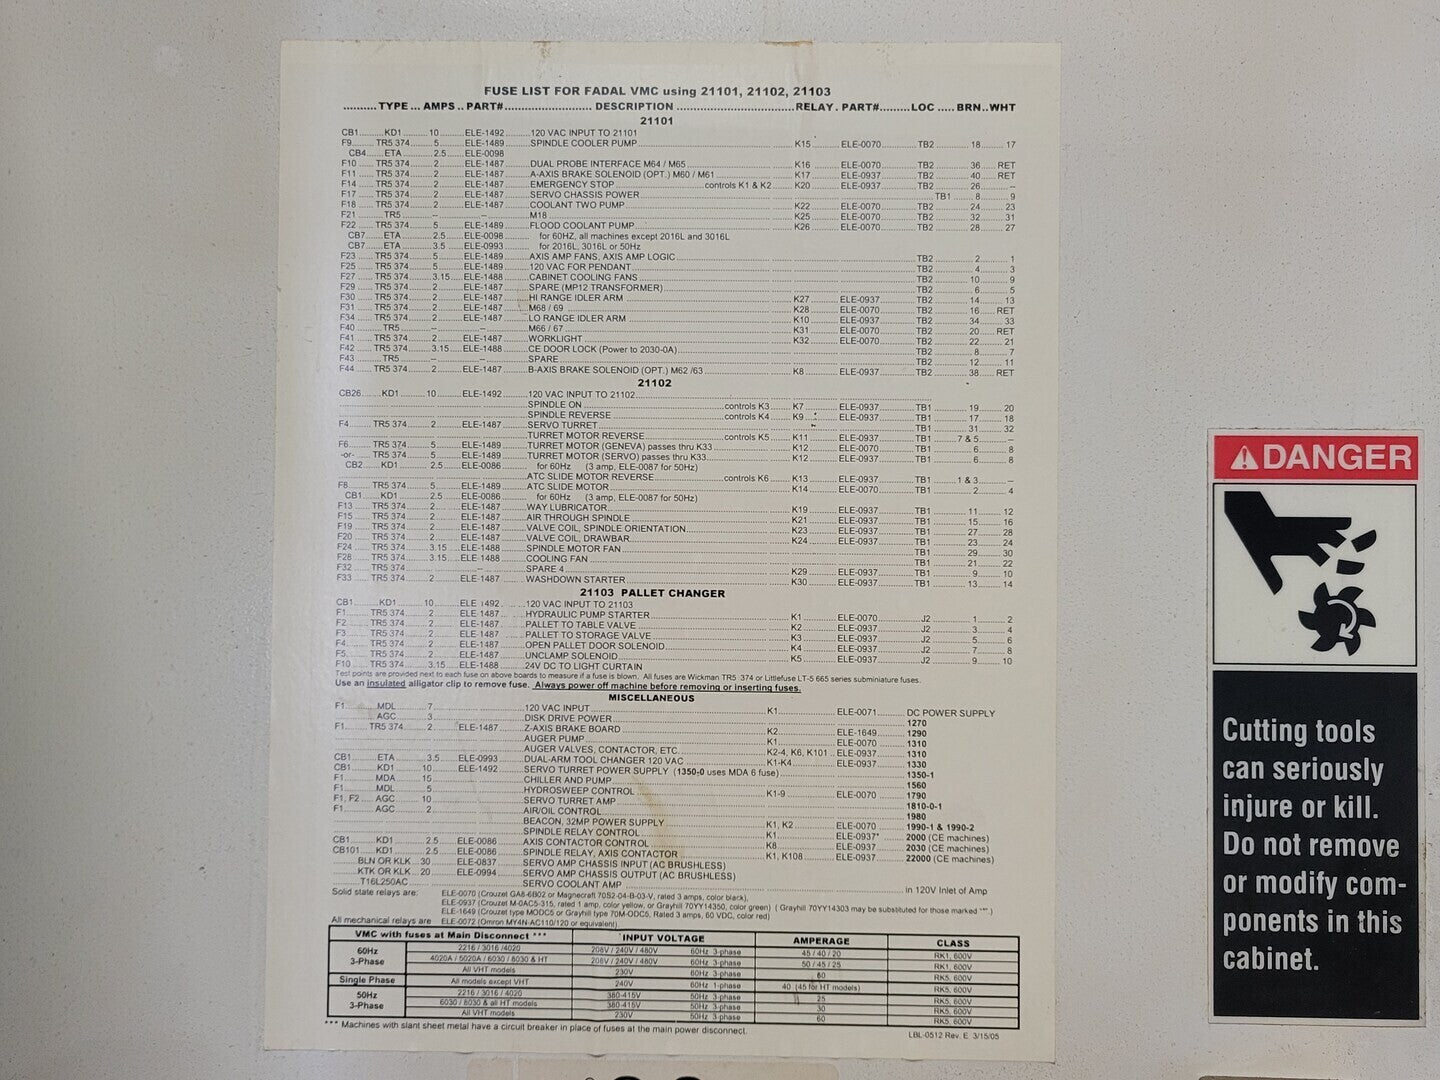 FUSE LIST FOR FADAL VMC using 21101, 21102, 21103
..........TYPE ... AMPS .. PART#.......................... DESCRIPTION ..................................RELAY . PART#.........LOC ..... BRN..WHT
21101
CB1........KD1........10........ELE-1492........120 VAC INPUT TO 21101
F9........TR5 374......5........ELE-1489........SPINDLE COOLER PUMP........K15......ELE-0070........TB2........18......17
CB4......ETA........2.5......ELE-0098
F10......TR5 374......2........ELE-1487........DUAL PROBE INTERFACE M64 / M65........K16......ELE-0070........TB2........36......RET
F11......TR5 374......2........ELE-1487........A-AXIS BRAKE SOLENOID (OPT.) M60 / M61........K17......ELE-0937........TB2........40......RET
F14......TR5 374......2........ELE-1487........EMERGENCY STOP........controls K1 & K2......K20......ELE-0937........TB2........26......--
F17......TR5 374......2........ELE-1487........SERVO CHASSIS POWER........TB1......8......9
F18......TR5 374......2........ELE-1487........COOLANT TWO PUMP........K22......ELE-0070........TB2........24......23
F21......TR5......--........--........M18........K25......ELE-0070........TB2........32......31
F22......TR5 374......5........ELE-1489........FLOOD COOLANT PUMP........K26......ELE-0070........TB2........28......27
CB7......ETA......2.5......ELE-0098........for 60HZ, all machines except 2016L and 3016L
CB7......ETA......3.5......ELE-0993........for 2016L, 3016L or 50Hz
F23......TR5 374......5........ELE-1489........AXIS AMP FANS, AXIS AMP LOGIC........TB2........2......1
F25......TR5 374......5........ELE-1489........120 VAC FOR PENDANT........TB2........4......3
F27......TR5 374......3.15......ELE-1488........CABINET COOLING FANS........TB2........10......9
F29......TR5 374......2........ELE-1487........SPARE (MP12 TRANSFORMER)........TB2........6......5
F30......TR5 374......2........ELE-1487........HI RANGE IDLER ARM........K27......ELE-0937........TB2........14......13
F31......TR5 374......2........ELE-1487........M68 / 69........K28......ELE-0070........TB2........16......RET
F34......TR5 374......2........ELE-1487........LO RANGE IDLER ARM........K10......ELE-0937........TB2........34......33
F40......TR5......--........--........M66 / 67........K31......ELE-0070........TB2........20......RET
F41......TR5 374......2........ELE-1487........WORKLIGHT........K32......ELE-0070........TB2........22......21
F42......TR5 374......3.15......ELE-1488........CE DOOR LOCK (Power to 2030-0A)........TB2........8......7
F43......TR5......--........--........SPARE........TB2........12......11
F44......TR5 374......2........ELE-1487........B-AXIS BRAKE SOLENOID (OPT.) M62 /63........K8......ELE-0937........TB2........38......RET
21102
CB26......KD1......10......ELE-1492........120 VAC INPUT TO 21102
SPINDLE ON........controls K3......K7......ELE-0937........TB1........19......20
SPINDLE REVERSE........controls K4......K9......ELE-0937........TB1........17......18
F4........TR5 374......2........ELE-1487........SERVO TURRET........TB1........31......32
TURRET MOTOR REVERSE........controls K5......K11......ELE-0937........TB1........7 & 5......--
F6........TR5 374......5........ELE-1489........TURRET MOTOR (GENEVA) passes thru K33........K12......ELE-0070........TB1........6......8
-or-......TR5 374......5........ELE-1489........TURRET MOTOR (SERVO) passes thru K33........K12......ELE-0937........TB1........6......8
CB2......KD1......2.5......ELE-0086........for 60Hz (3 amp, ELE-0087 for 50Hz)
ATC SLIDE MOTOR REVERSE........controls K6......K13......ELE-0937........TB1........1 & 3......--
F8........TR5 374......5........ELE-1489........ATC SLIDE MOTOR........K14......ELE-0070........TB1........2......4
CB1......KD1......2.5......ELE-0086........for 60Hz (3 amp, ELE-0087 for 50Hz)
F13......TR5 374......2........ELE-1487........WAY LUBRICATOR........K19......ELE-0937........TB1........11......12
F15......TR5 374......2........ELE-1487........AIR THROUGH SPINDLE........K21......ELE-0937........TB1........15......16
F19......TR5 374......2........ELE-1487........VALVE COIL, SPINDLE ORIENTATION........K23......ELE-0937........TB1........27......28
F20......TR5 374......2........ELE-1487........VALVE COIL, DRAWBAR........K24......ELE-0937........TB1........23......24
F24......TR5 374......3.15......ELE-1488........SPINDLE MOTOR FAN........TB1........29......30
F28......TR5 374......3.15......ELE-1488........COOLING FAN........TB1........21......22
F32......TR5 374......--........SPARE 4........K29......ELE-0937........TB1........9......10
F33......TR5 374......2........ELE-1487........WASHDOWN STARTER........K30......ELE-0937........TB1........13......14
21103 PALLET CHANGER
CB1......KD1......10......ELE 1492........120 VAC INPUT TO 21103
F1........TR5 374......2........ELE 1487........HYDRAULIC PUMP STARTER........K1......ELE-0070........J2........1......2
F2........TR5 374......2........ELE-1487........PALLET TO TABLE VALVE........K2......ELE-0937........J2........3......4
F3........TR5 374......2........ELE-1487........PALLET TO STORAGE VALVE........K3......ELE-0937........J2........5......6
F4........TR5 374......2........ELE-1487........OPEN PALLET DOOR SOLENOID........K4......ELE-0937........J2........7......8
F5........TR5 374......2........ELE-1487........UNCLAMP SOLENOID........K5......ELE-0937........J2........9......10
F10......TR5 374......3.15......ELE-1488........24V DC TO LIGHT CURTAIN
Test points are provided next to each fuse on above boards to measure if a fuse is blown. All fuses are Wickman TR5 374 or Littlefuse LT-5 665 series subminiature fuses.
Use an insulated alligator clip to remove fuse. Always power off machine before removing or inserting fuses.
MISCELLANEOUS
F1........MDL......7........120 VAC INPUT........K1......ELE-0071........DC POWER SUPPLY
AGC......3........DISK DRIVE POWER........1270
F1........TR5 374......2........ELE-1487........Z-AXIS BRAKE BOARD........K2......ELE-1649........1290
AUGER PUMP........K1......ELE-0070........1310
AUGER VALVES, CONTACTOR, ETC........K2-4, K6, K101......ELE-0937........1310
CB1......ETA......3.5......ELE-0993........DUAL-ARM TOOL CHANGER 120 VAC........K1-K4......ELE-0937........1330
CB1......KD1......10......ELE-1492........SERVO TURRET POWER SUPPLY (1350-0 uses MDA 6 fuse)........1350-1
F1........MDA......15........CHILLER AND PUMP........1560
F1........MDL......5........HYDROSWEEP CONTROL........K1-9......ELE-0070........1790
F1, F2......AGC......10........SERVO TURRET AMP........1810-0-1
F1........AGC......2........AIR/OIL CONTROL........1980
BEACON, 32MP POWER SUPPLY........K1, K2......ELE-0070........1990-1 & 1990-2
SPINDLE RELAY CONTROL........K1......ELE-0937*......2000 (CE machines)
CB1......KD1......2.5......ELE-0086........AXIS CONTACTOR CONTROL........K8......ELE-0937........2030 (CE machines)
CB101......KD1......2.5......ELE-0086........SPINDLE RELAY, AXIS CONTACTOR........K1, K108......ELE-0937........22000 (CE machines)
BLN OR KLK......30......ELE-0837........SERVO AMP CHASSIS INPUT (AC BRUSHLESS)
KTK OR KLK......20......ELE-0994........SERVO AMP CHASSIS OUTPUT (AC BRUSHLESS)
T16L250AC........SERVO COOLANT AMP........in 120V Inlet of Amp
Solid state relays are: ELE-0070 (Crouzet GA8-6B02 or Magnecraft 70S2-04-B-03-V, rated 3 amps, color black),
ELE-0937 (Crouzet M-0AC5-315, rated 1 amp, color yellow, or Grayhill 70YY14350, color green) ( Grayhill 70YY14303 may be substituted for those marked "*".)
ELE-1649 (Crouzet type MODC5 or Grayhill type 70M-ODC5, Rated 3 amps, 60 VDC, color red)
All mechanical relays are ELE-0072 (Omron MY4N-AC110/120 or equivalent)
VMC with fuses at Main Disconnect *** INPUT VOLTAGE AMPERAGE CLASS
60Hz 3-Phase 2216 / 3016 /4020 208V / 240V / 480V 60Hz 3-phase 45 / 40 / 20 RK1, 600V
4020A / 5020A / 6030 / 8030 & HT 208V / 240V / 480V 60Hz 3-phase 50 / 45 / 25 RK1, 600V
All VHT models 230V 60Hz 3-phase 60 RK5, 600V
Single Phase All models except VHT 240V 60Hz 1-phase 40 (45 for HT models) RK5, 600V
50Hz 3-Phase 2216 / 3016 / 4020 380-415V 50Hz 3-phase 25 RK5, 600V
6030 / 8030 & all HT models 380-415V 50Hz 3-phase 30 RK5, 600V
All VHT models 230V 50Hz 3-phase 60 RK5, 600V
*** Machines with slant sheet metal have a circuit breaker in place of fuses at the main power disconnect.
LBL-0512 Rev. E 3/15/05
DANGER
Cutting tools
can seriously
injure or kill.
Do not remove
or modify com-
ponents in this
cabinet.